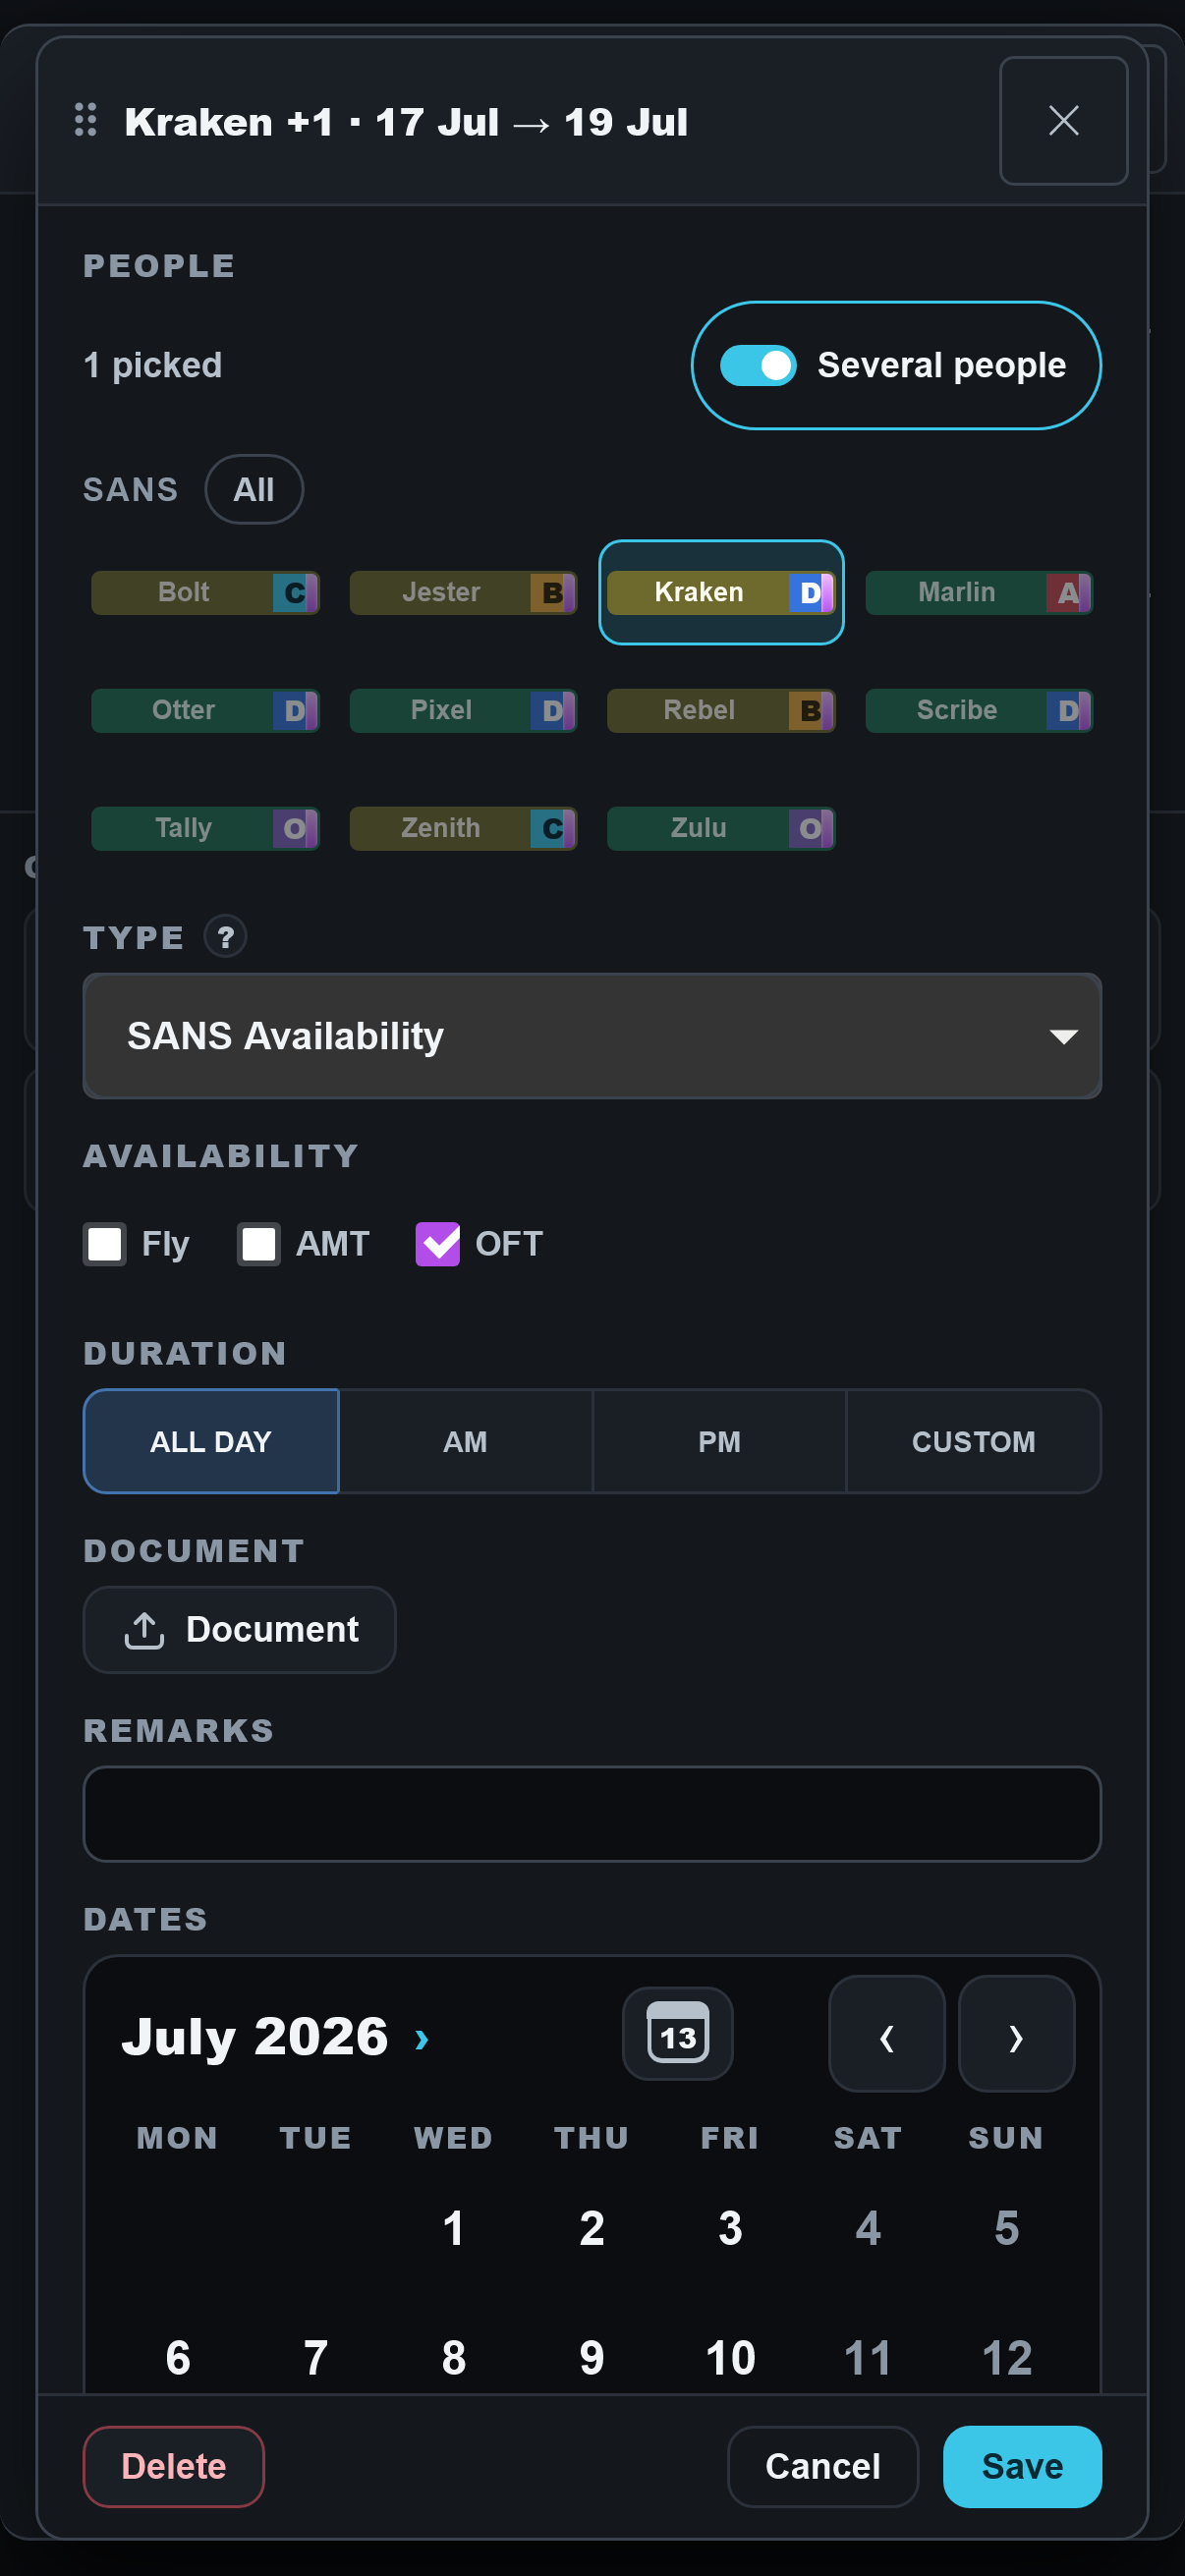 Kraken +1 · 17 Jul → 19 Jul
PEOPLE
1 picked
Several people
SANS All
Bolt C Jester B Kraken D Marlin A
Otter D Pixel D Rebel B Scribe D
Tally O Zenith C Zulu O
TYPE ?
SANS Availability
AVAILABILITY
Fly AMT OFT
DURATION
ALL DAY AM PM CUSTOM
DOCUMENT
Document
REMARKS
DATES
July 2026 › 13 ‹ ›
MON TUE WED THU FRI SAT SUN
1 2 3 4 5
6 7 8 9 10 11 12
Delete Cancel Save